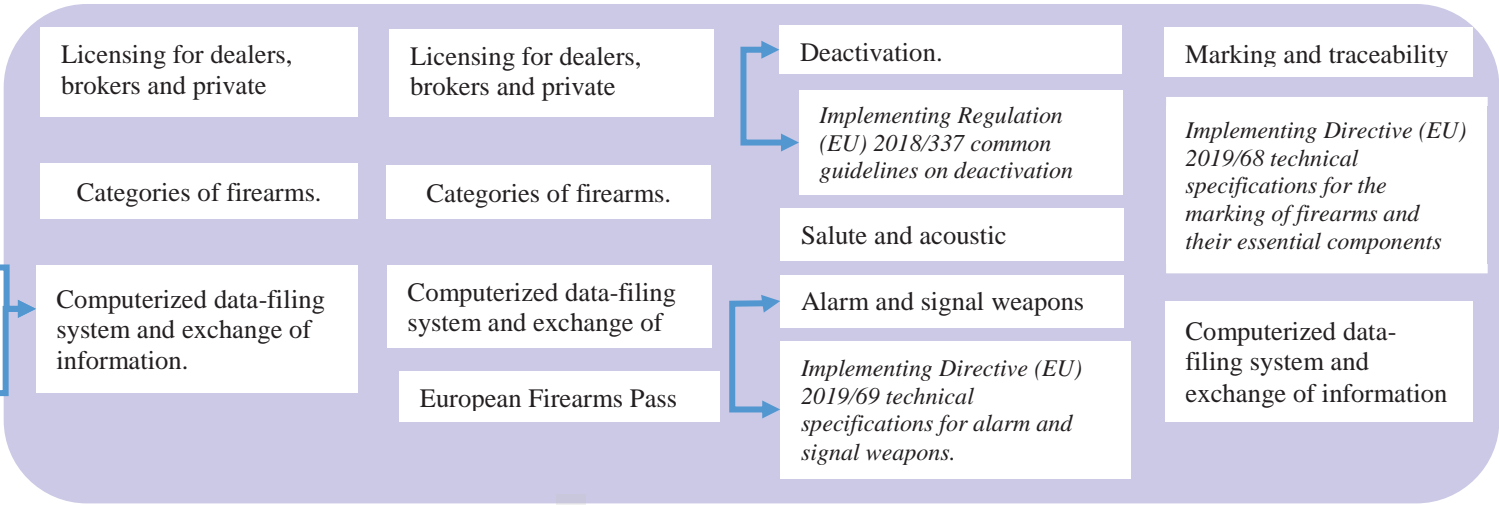 Licensing for dealers,
brokers and private
Categories of firearms.
Computerized data-filing
system and exchange of
information.
Licensing for dealers,
brokers and private
Categories of firearms.
Computerized data-filing
system and exchange of
European Firearms Pass
Deactivation.
Implementing Regulation
(EU) 2018/337 common
guidelines on deactivation
Salute and acoustic
Alarm and signal weapons
Implementing Directive (EU)
2019/69 technical
specifications for alarm and
signal weapons.
Marking and traceability
Implementing Directive (EU)
2019/68 technical
specifications for the
marking of firearms and
their essential components
Computerized data-
filing system and
exchange of information